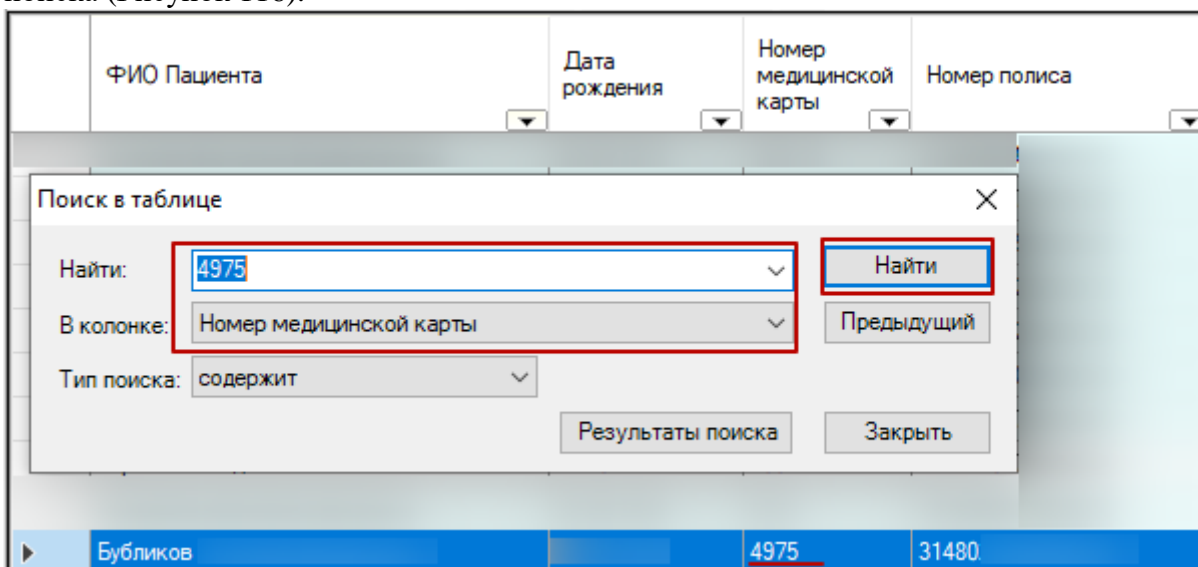 ФИО Пациента
Дата
рождения
Номер
медицинской
карты
Номер полиса
Поиск в таблице
Найти:
4975
Найти
В колонке:
Номер медицинской карты
Предыдущий
Тип поиска:
содержит
Результаты поиска
Закрыть
Бубликов
4975
31480